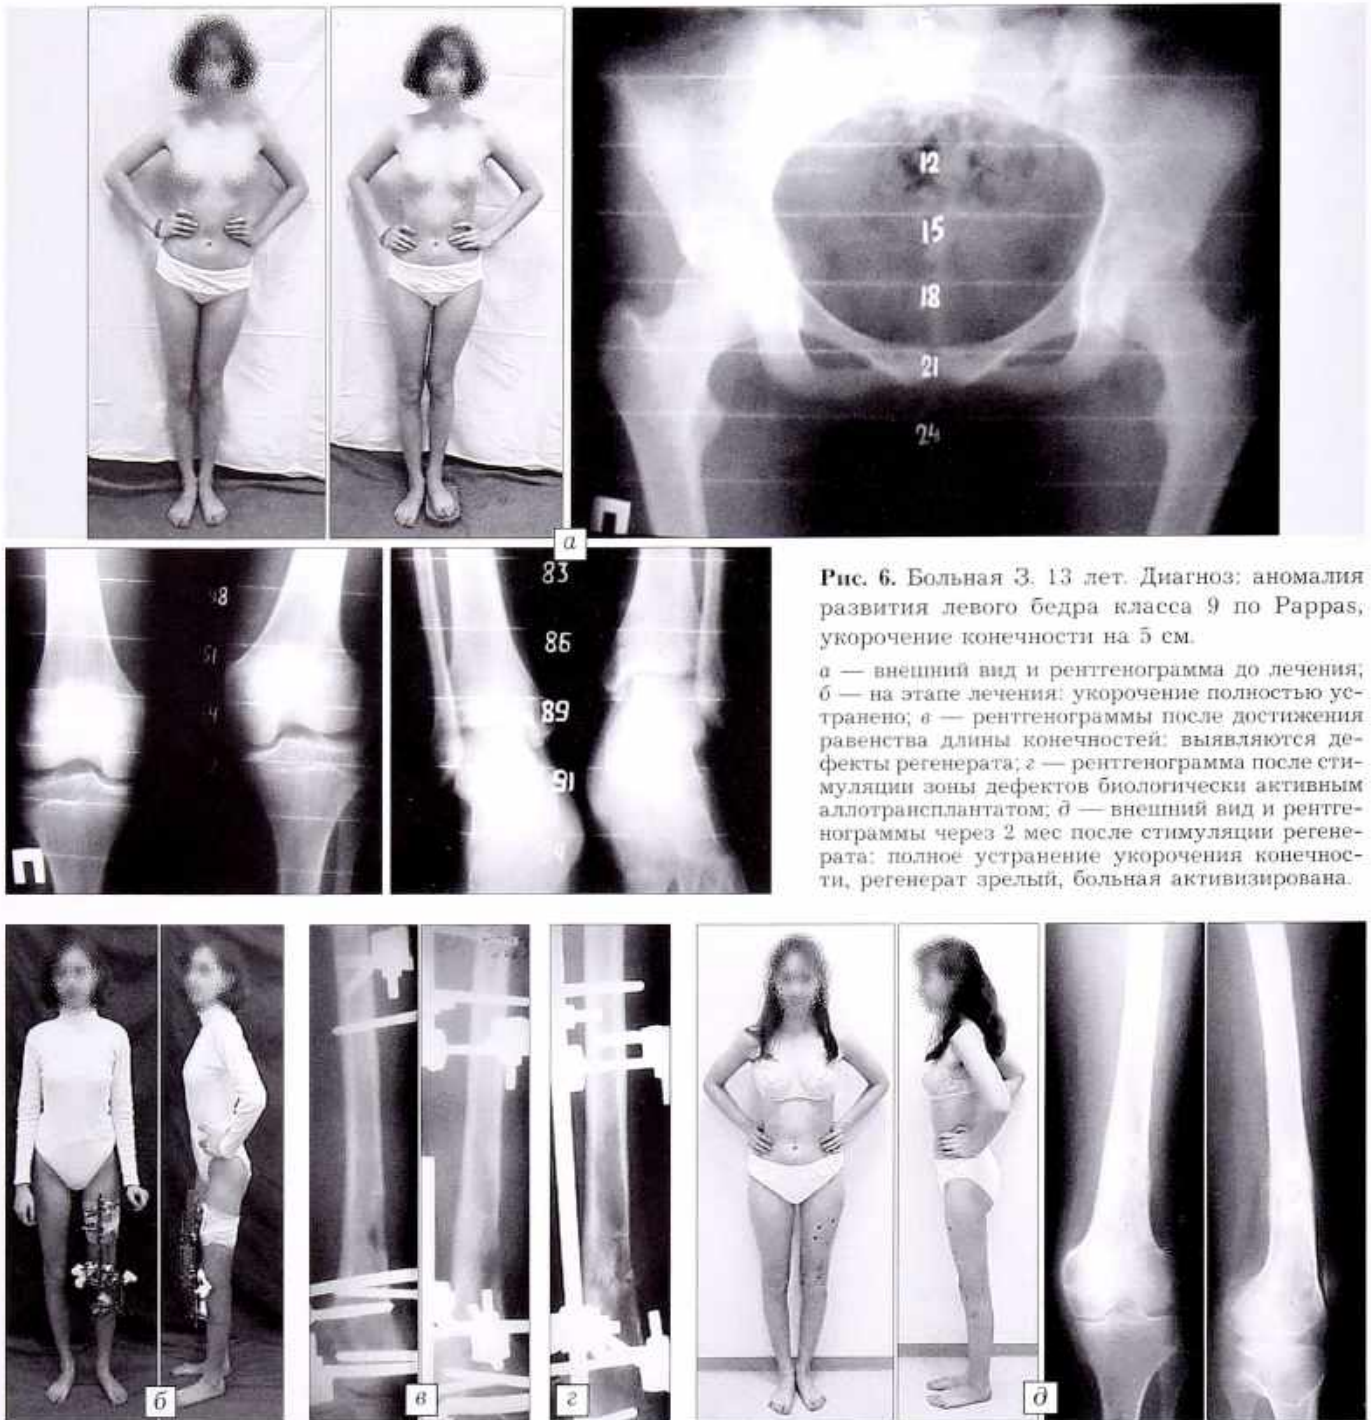 12
15
18
21
24
П
а
83
86
89
91
П
Рис. 6. Больная З. 13 лет. Диагноз: аномалия
развития левого бедра класса 9 по Pappas,
укорочение конечности на 5 см.
а — внешний вид и рентгенограмма до лечения;
б — на этапе лечения: укорочение полностью ус-
транено; в — рентгенограммы после достижения
равенства длины конечностей: выявляются де-
фекты регенерата; г — рентгенограмма после сти-
муляции зоны дефектов биологически активным
аллотрансплантатом; д — внешний вид и рентге-
нограммы через 2 мес после стимуляции регене-
рата: полное устранение укорочения конечнос-
ти, регенерат зрелый, больная активизирована.
б
в
г
д